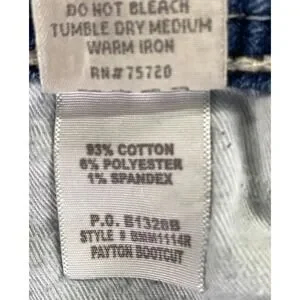 DO NOT BLEACH
TUMBLE DRY MEDIUM
WARM IRON
RN# 75720
93% COTTON
6% POLYESTER
1% SPANDEX
P.O. B1328B
STYLE # BMM1114R
PAYTON BOOTCUT